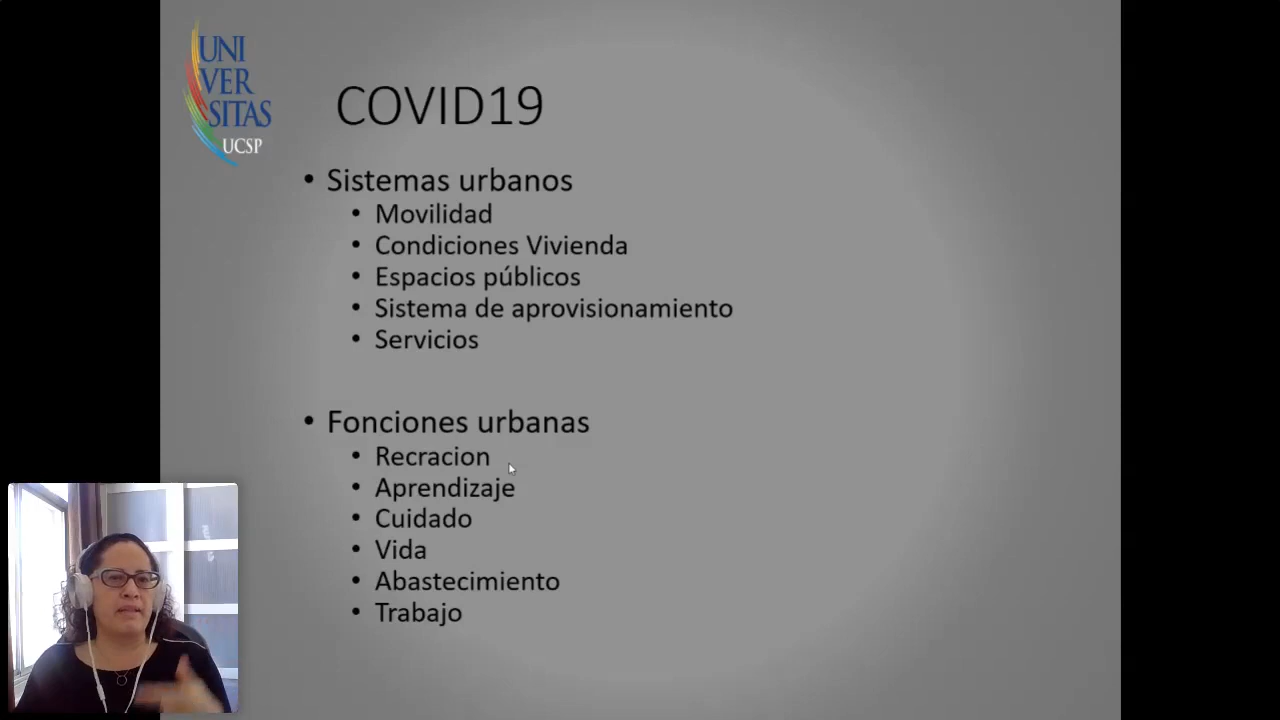 UNI
VER
SITAS
UCSP
COVID19
• Sistemas urbanos
• Movilidad
• Condiciones Vivienda
• Espacios públicos
• Sistema de aprovisionamiento
• Servicios
• Fonciones urbanas
• Recracion
• Aprendizaje
• Cuidado
• Vida
• Abastecimiento
• Trabajo